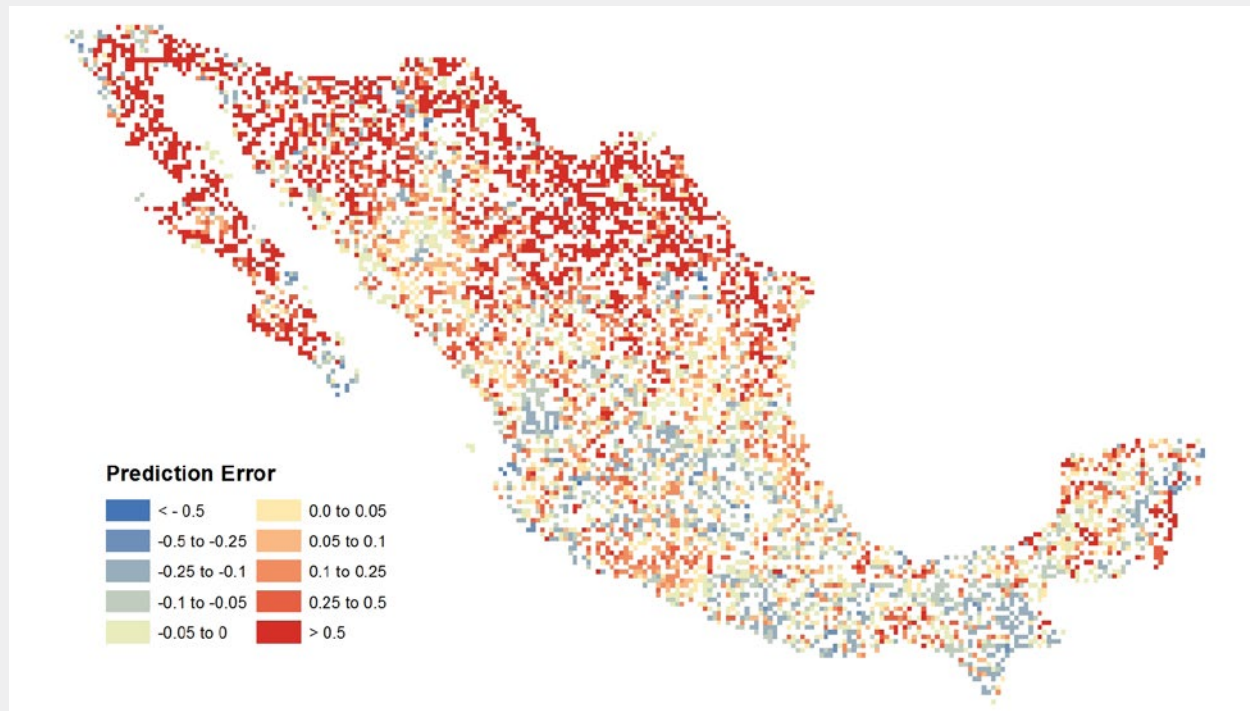 Prediction Error
< - 0.5
-0.5 to -0.25
-0.25 to -0.1
-0.1 to -0.05
-0.05 to 0
0.0 to 0.05
0.05 to 0.1
0.1 to 0.25
0.25 to 0.5
> 0.5